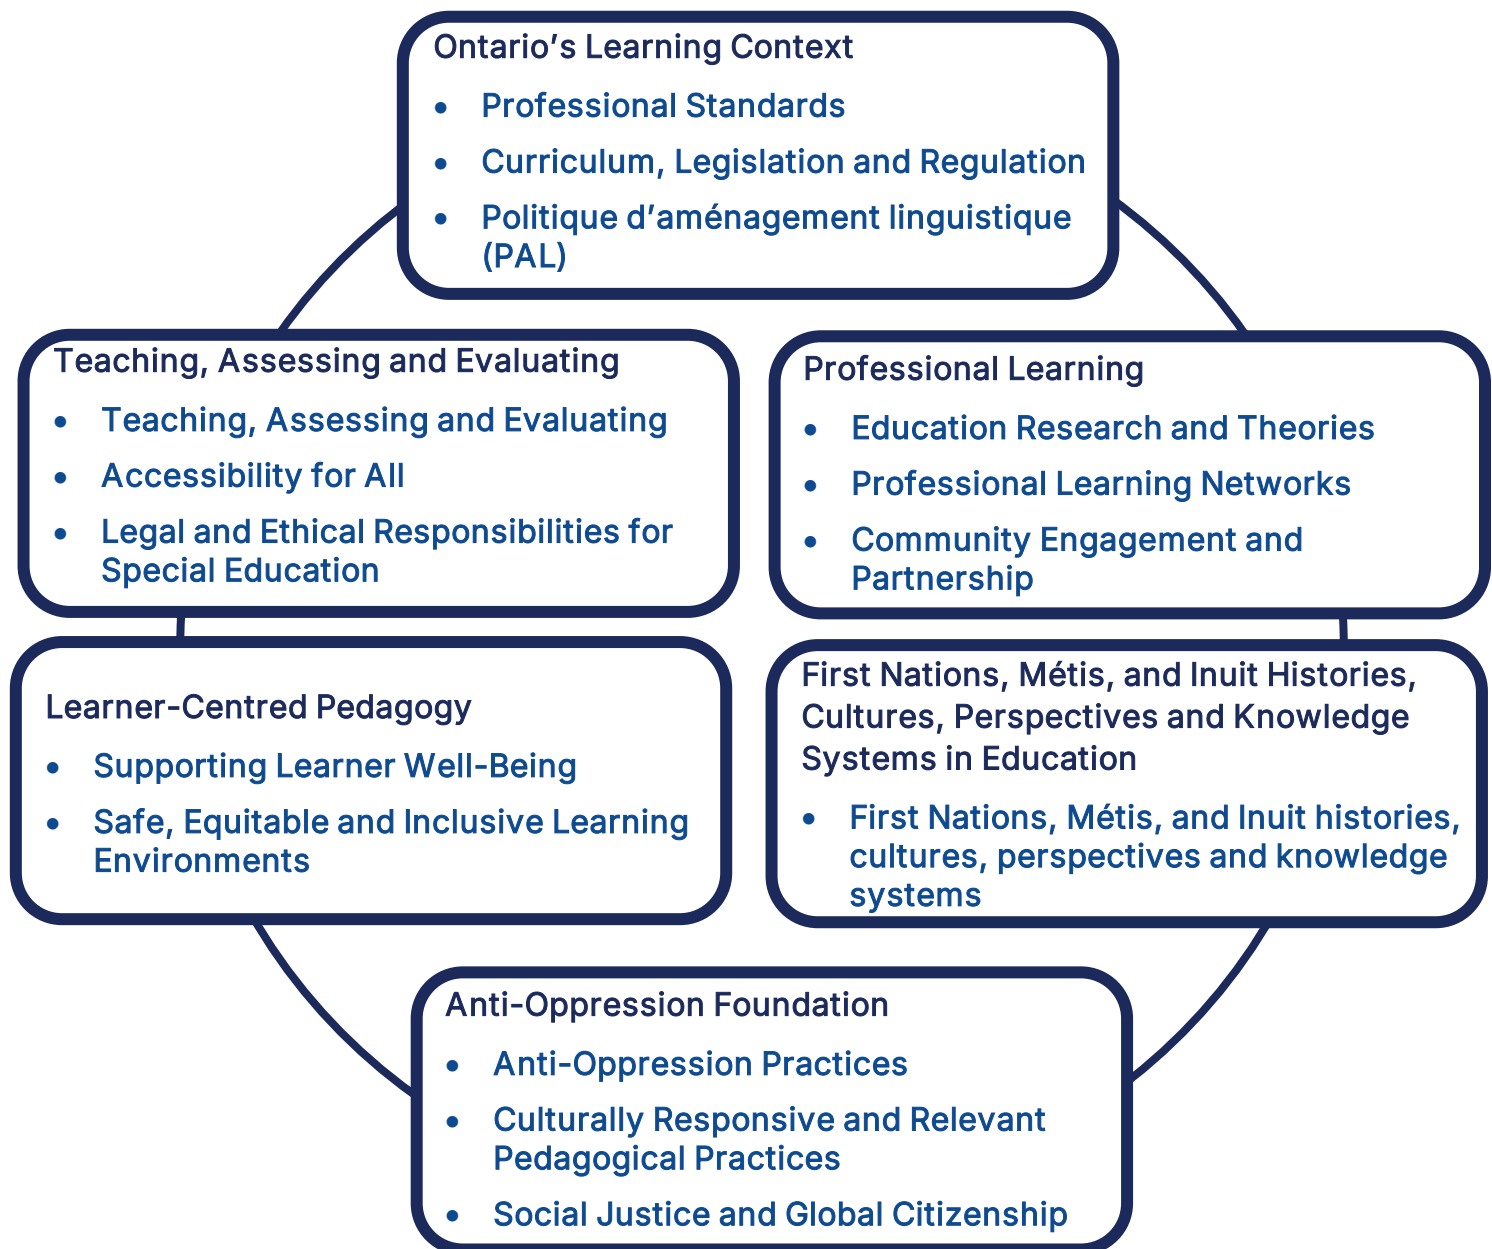 Ontario’s Learning Context
• Professional Standards
• Curriculum, Legislation and Regulation
• Politique d’aménagement linguistique
(PAL)
Teaching, Assessing and Evaluating
• Teaching, Assessing and Evaluating
• Accessibility for All
• Legal and Ethical Responsibilities for
Special Education
Professional Learning
• Education Research and Theories
• Professional Learning Networks
• Community Engagement and
Partnership
Learner-Centred Pedagogy
• Supporting Learner Well-Being
• Safe, Equitable and Inclusive Learning
Environments
First Nations, Métis, and Inuit Histories,
Cultures, Perspectives and Knowledge
Systems in Education
• First Nations, Métis, and Inuit histories,
cultures, perspectives and knowledge
systems
Anti-Oppression Foundation
• Anti-Oppression Practices
• Culturally Responsive and Relevant
Pedagogical Practices
• Social Justice and Global Citizenship